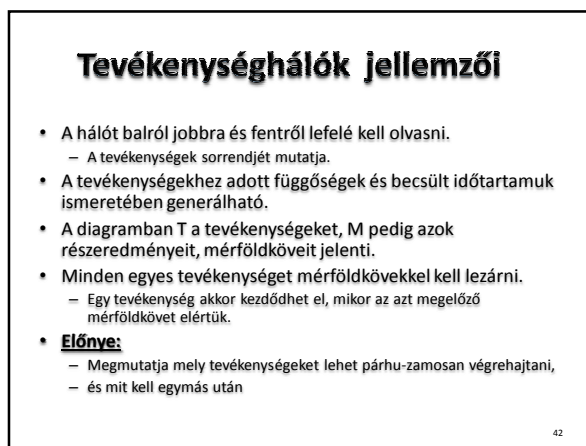 Tevékenységhálók jellemzői
• A hálót balról jobbra és fentről lefelé kell olvasni.
– A tevékenységek sorrendjét mutatja.
• A tevékenységekhez adott függőségek és becsült időtartamuk
ismeretében generálható.
• A diagramban T a tevékenységeket, M pedig azok
részeredményeit, mérföldköveit jelenti.
• Minden egyes tevékenységet mérföldkövekkel kell lezárni.
– Egy tevékenység akkor kezdődhet el, mikor az azt megelőző
mérföldkövet elértük.
• Előnye:
– Megmutatja mely tevékenységeket lehet párhu-zamosan végrehajtani,
– és mit kell egymás után
42